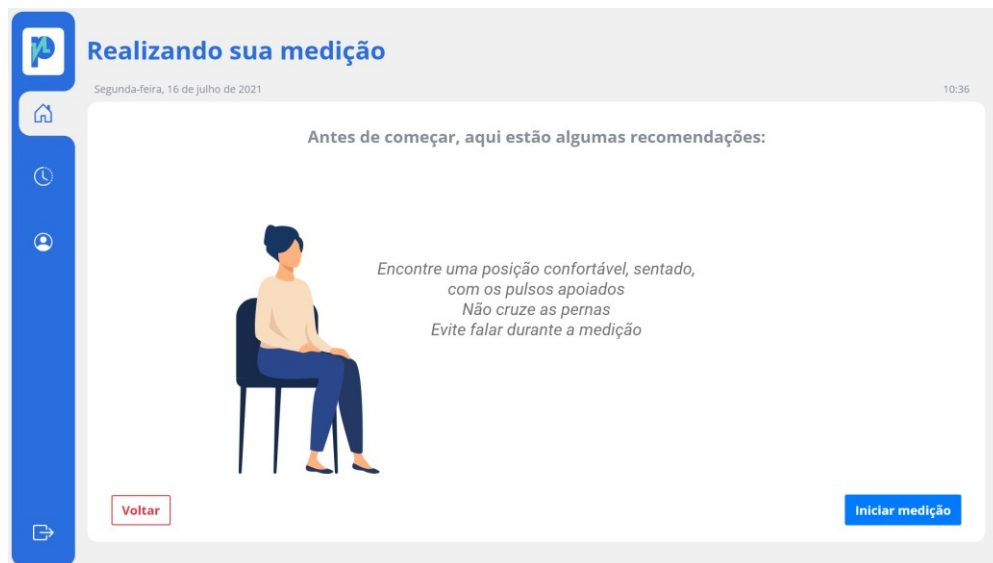 Realizando sua medição
Segunda-feira, 16 de julho de 2021
10:36
Antes de começar, aqui estão algumas recomendações:
Encontre uma posição confortável, sentado,
com os pulsos apoiados
Não cruze as pernas
Evite falar durante a medição
Voltar
Iniciar medição